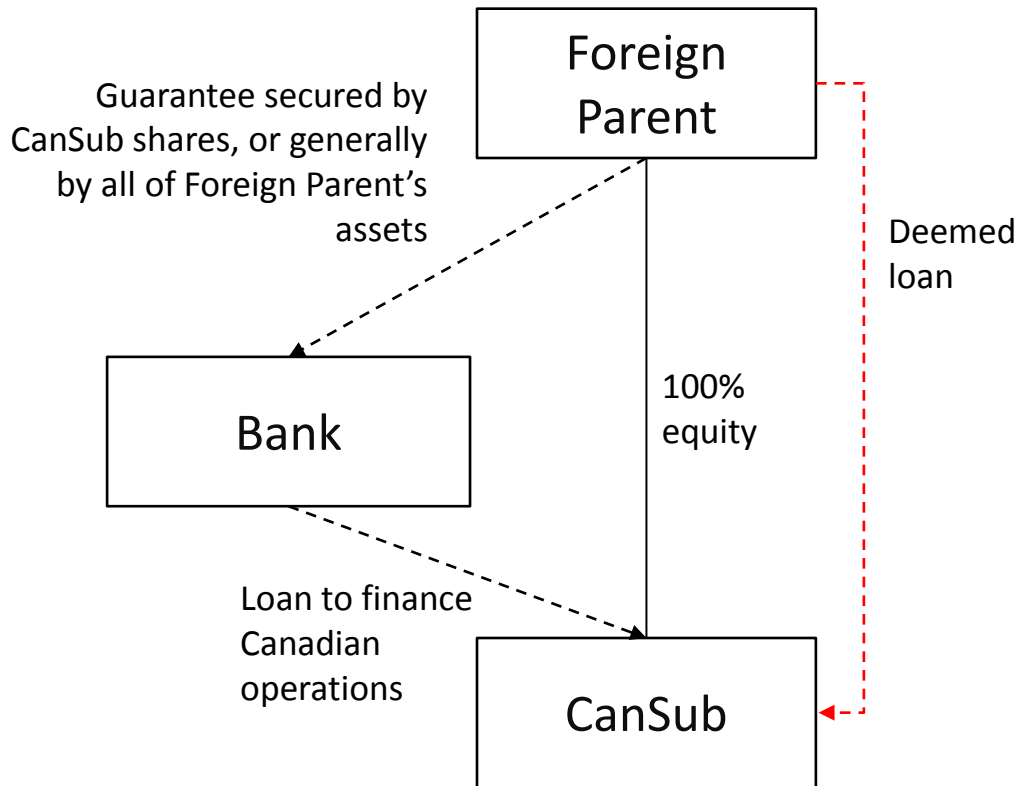 Foreign
Parent
Guarantee secured by
CanSub shares, or generally
by all of Foreign Parent’s
assets
Deemed
loan
100%
equity
Bank
Loan to finance
Canadian
operations
CanSub